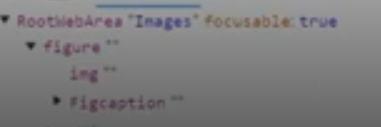 ▼ RootWebArea "Images" focusable: true
▼ figure ""
img ""
▶ Figcaption ""